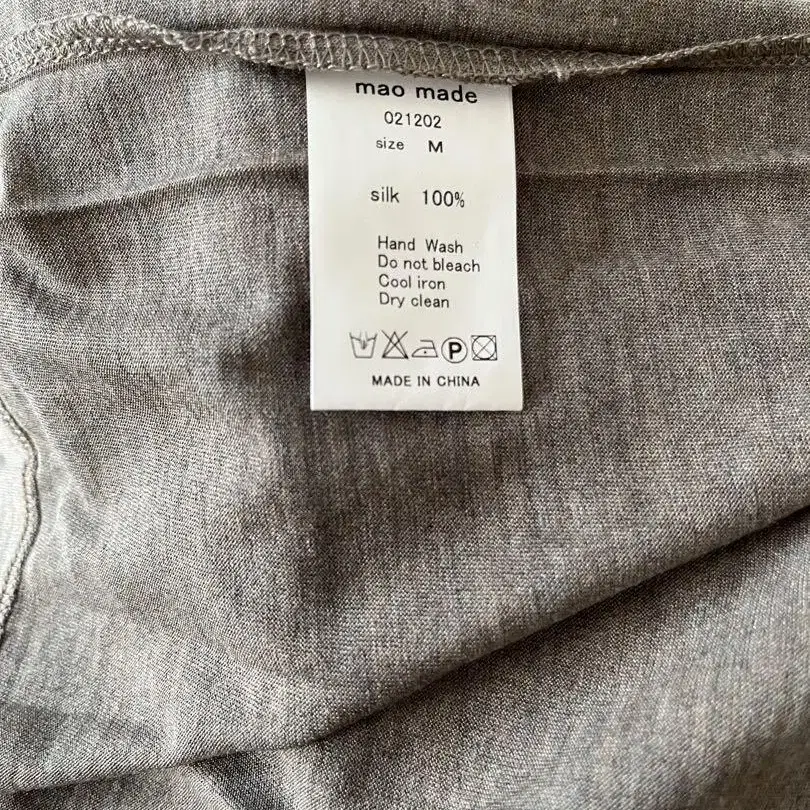 mao made
021202
size M
silk 100%
Hand Wash
Do not bleach
Cool iron
Dry clean
P
MADE IN CHINA